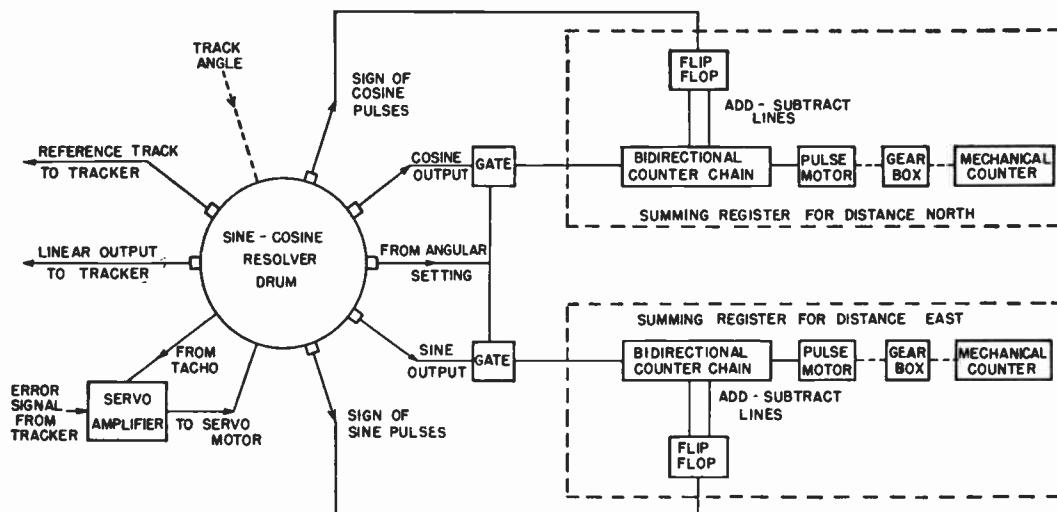 TRACK
ANGLE
SIGN OF
COSINE
PULSES
REFERENCE TRACK
TO TRACKER
LINEAR OUTPUT
TO TRACKER
SINE - COSINE
RESOLVER
DRUM
COSINE
OUTPUT
GATE
FROM ANGULAR
SETTING
SINE
OUTPUT
GATE
FROM
TACHO
ERROR
SIGNAL
FROM
TRACKER
SERVO
AMPLIFIER
TO SERVO
MOTOR
SIGN OF
SINE PULSES
FLIP
FLOP
ADD - SUBTRACT
LINES
BIDIRECTIONAL
COUNTER CHAIN
PULSE
MOTOR
GEAR
BOX
MECHANICAL
COUNTER
SUMMING REGISTER FOR DISTANCE NORTH
SUMMING REGISTER FOR DISTANCE EAST
BIDIRECTIONAL
COUNTER CHAIN
PULSE
MOTOR
GEAR
BOX
MECHANICAL
COUNTER
ADD - SUBTRACT
LINES
FLIP
FLOP